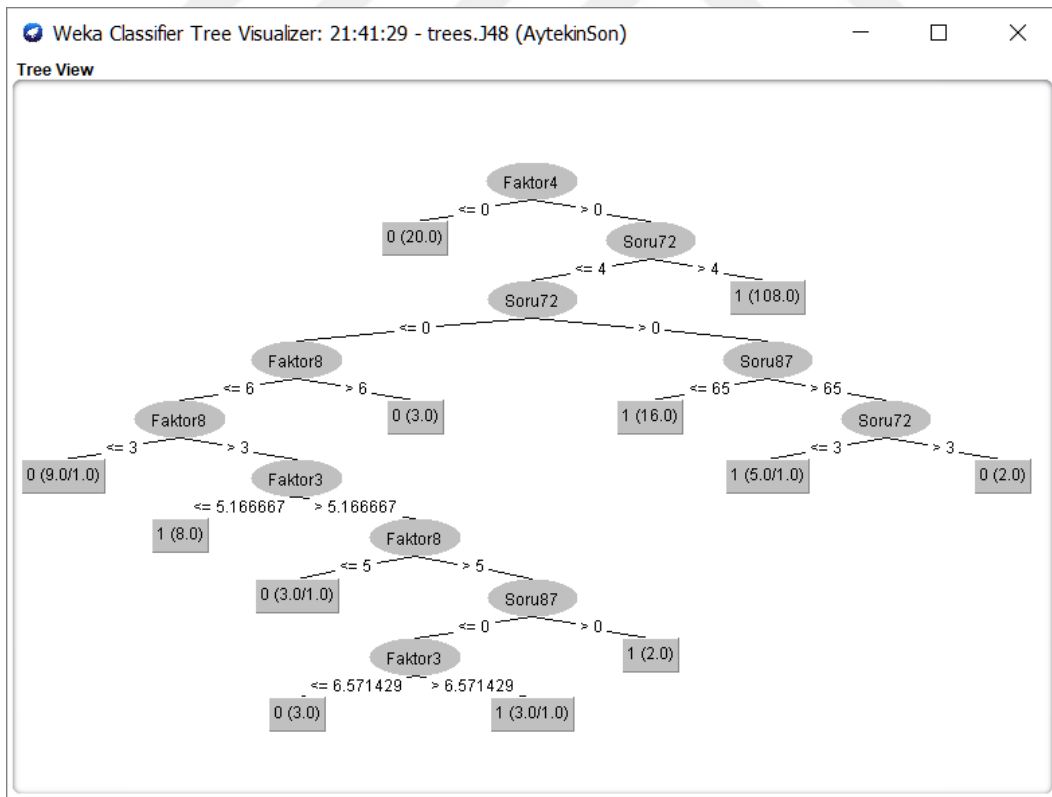 Weka Classifier Tree Visualizer: 21:41:29 - trees.J48 (AytekinSon)
Tree View
Faktor4
<= 0 > 0
0 (20.0) Soru72
<= 4 > 4
Soru72 1 (108.0)
<= 0 > 0
Faktor8 Soru87
<= 6 > 6 <= 65 > 65
Faktor8 0 (3.0) 1 (16.0) Soru72
<= 3 > 3 <= 3 > 3
0 (9.0/1.0) Faktor3 1 (5.0/1.0) 0 (2.0)
<= 5.166667 > 5.166667
1 (8.0) Faktor8
<= 5 > 5
0 (3.0/1.0) Soru87
<= 0 > 0
Faktor3 1 (2.0)
<= 6.571429 > 6.571429
0 (3.0) 1 (3.0/1.0)